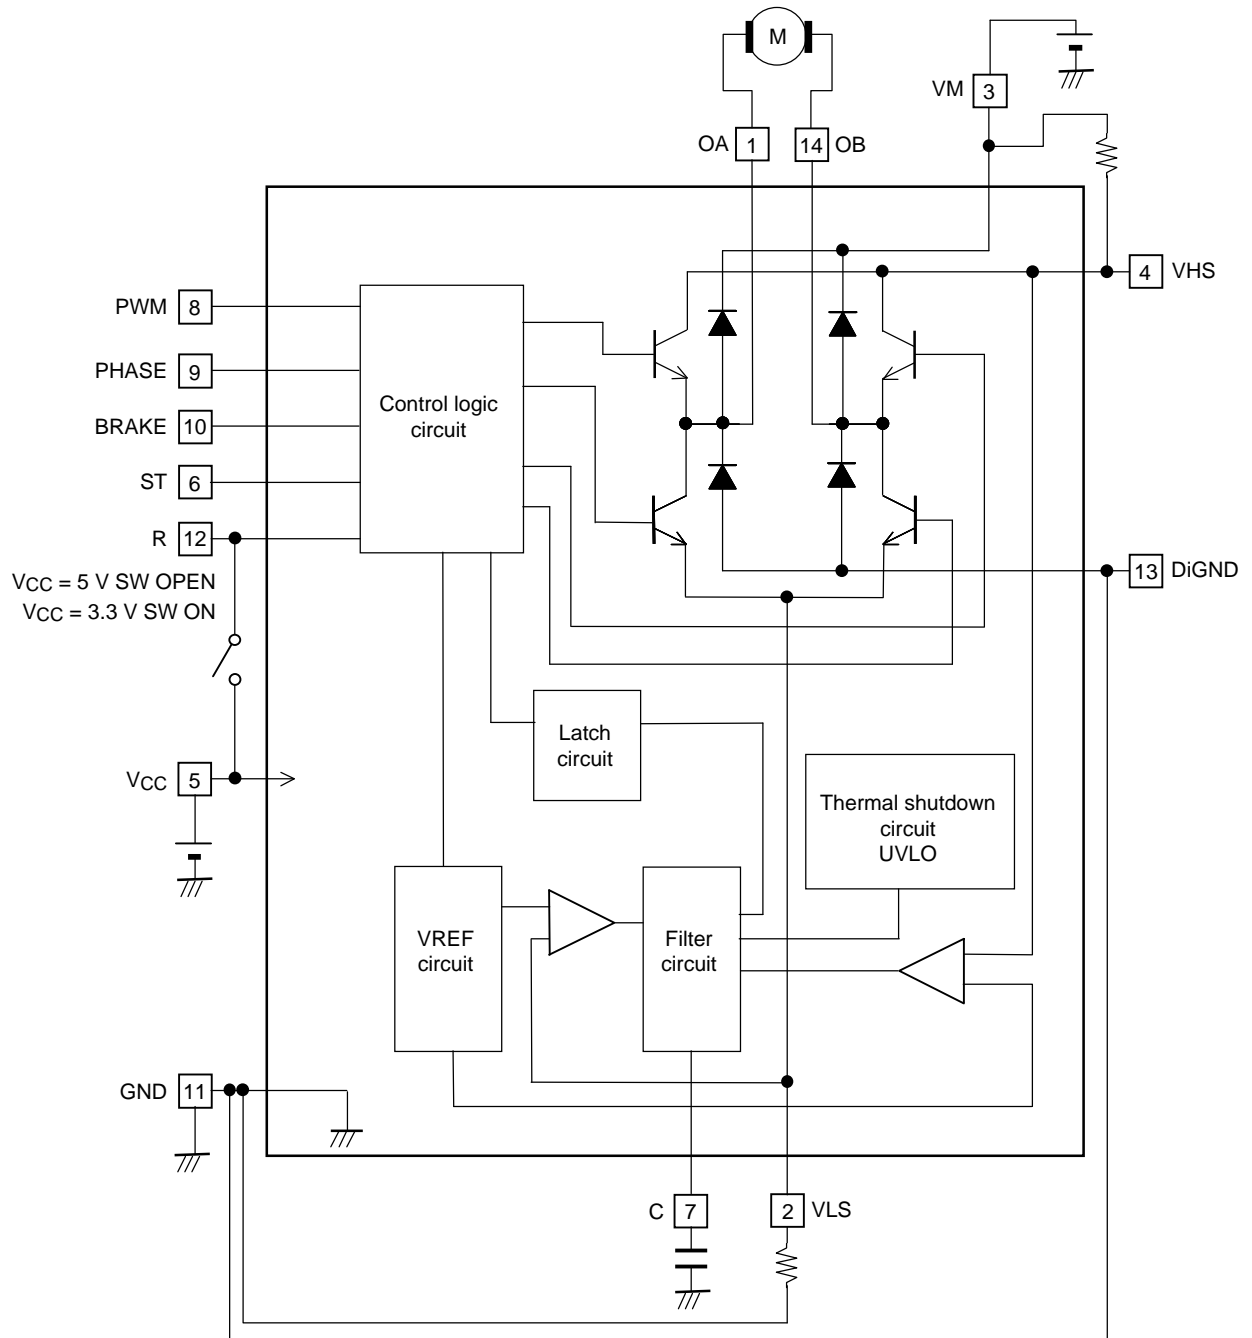 M
VM 3
OA 1
14 OB
4 VHS
PWM 8
PHASE 9
BRAKE 10
ST 6
R 12
VCC = 5 V SW OPEN
VCC = 3.3 V SW ON
Control logic
circuit
13 DiGND
Latch
circuit
VCC 5
Thermal shutdown
circuit
UVLO
VREF
circuit
Filter
circuit
GND 11
C 7
2 VLS